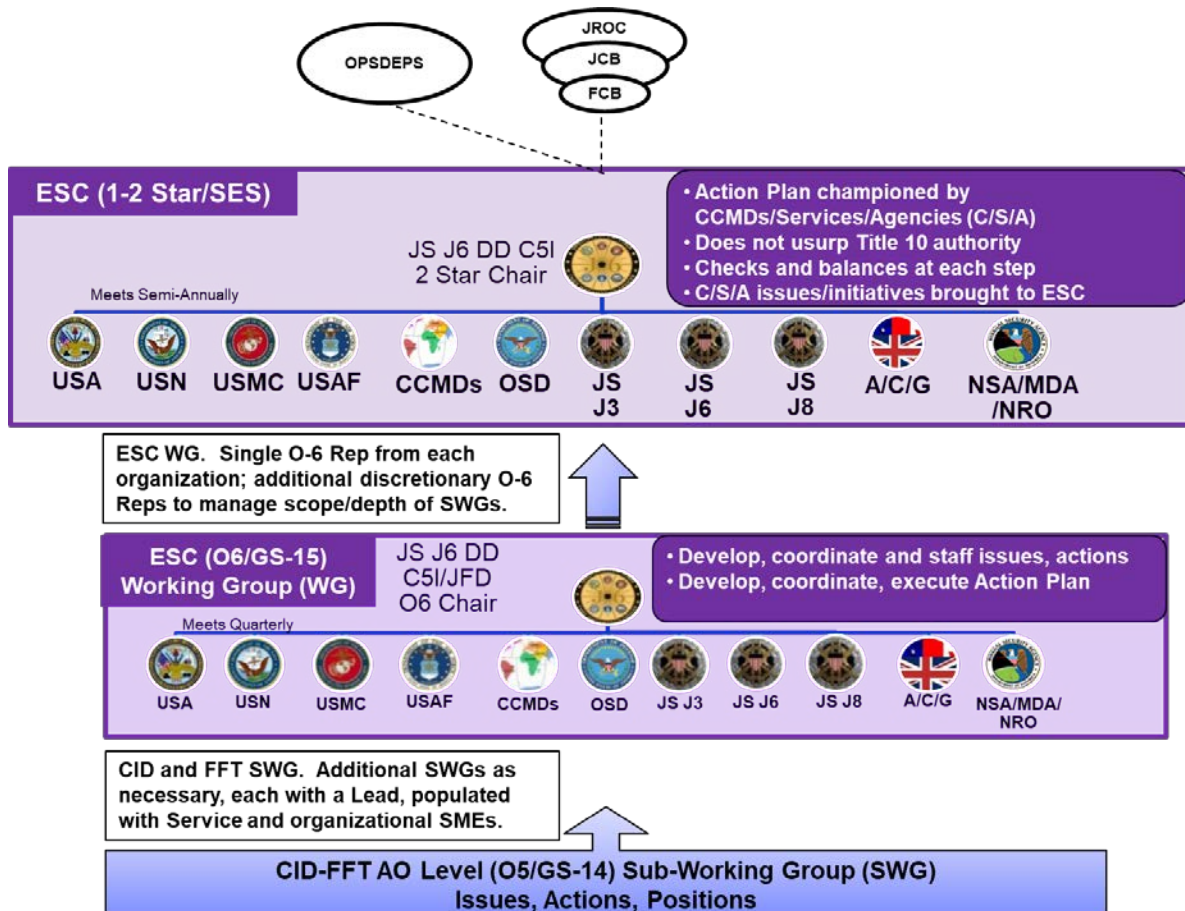 OPSDEPS
JROC
JCB
FCB
ESC (1-2 Star/SES)
JS J6 DD C5I
2 Star Chair
• Action Plan championed by
CCMDs/Services/Agencies (C/S/A)
• Does not usurp Title 10 authority
• Checks and balances at each step
• C/S/A issues/initiatives brought to ESC
Meets Semi-Annually
USA
USN
USMC
USAF
CCMDs
OSD
JS
J3
JS
J6
JS
J8
A/C/G
NSA/MDA
/NRO
ESC WG.  Single O-6 Rep from each
organization; additional discretionary O-6
Reps to manage scope/depth of SWGs.
ESC (O6/GS-15)
Working Group (WG)
JS J6 DD
C5I/JFD
O6 Chair
• Develop, coordinate and staff issues, actions
• Develop, coordinate, execute Action Plan
Meets Quarterly
USA
USN
USMC
USAF
CCMDs
OSD
JS J3
JS J6
JS J8
A/C/G
NSA/MDA/
NRO
CID and FFT SWG.  Additional SWGs as
necessary, each with a Lead, populated
with Service and organizational SMEs.
CID-FFT AO Level (O5/GS-14) Sub-Working Group (SWG)
Issues, Actions, Positions